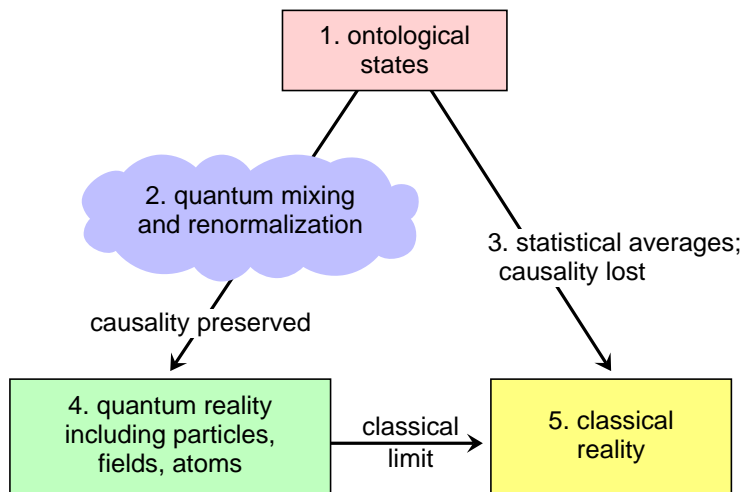 1. ontological
states
2. quantum mixing
and renormalization
3. statistical averages;
causality lost
causality preserved
4. quantum reality
including particles,
fields, atoms
classical
limit
5. classical
reality